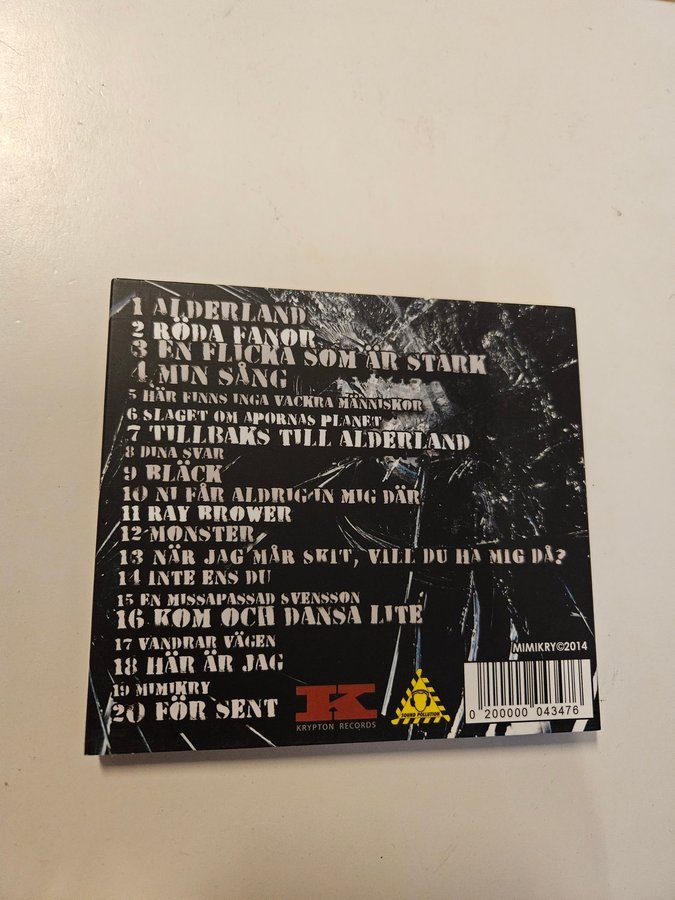 1 ALDERLAND
2 RÖDA FANOR
3 EN FLICKA SOM ÄR STARK
4 MIN SÅNG
5 HÄR FINNS INGA VACKRA MÄNNISKOR
6 SLAGET OM APORNAS PLANET
7 TILLBAKS TILL ALDERLAND
8 DINA SVAR
9 BLÄCK
10 NI FÅR ALDRIG IN MIG DÄR
11 RAY BROWER
12 MONSTER
13 NÄR JAG MÅR SKIT, VILL DU HA MIG DÅ?
14 INTE ENS DU
15 EN MISSAPASSAD SVENSSON
16 KOM OCH DANSA LITE
17 VANDRAR VÄGEN
18 HÄR ÄR JAG
19 MIMIKRY
20 FÖR SENT
K
KRYPTON RECORDS
SOUND POLLUTION
MIMIKRY©2014
0 200000 043476